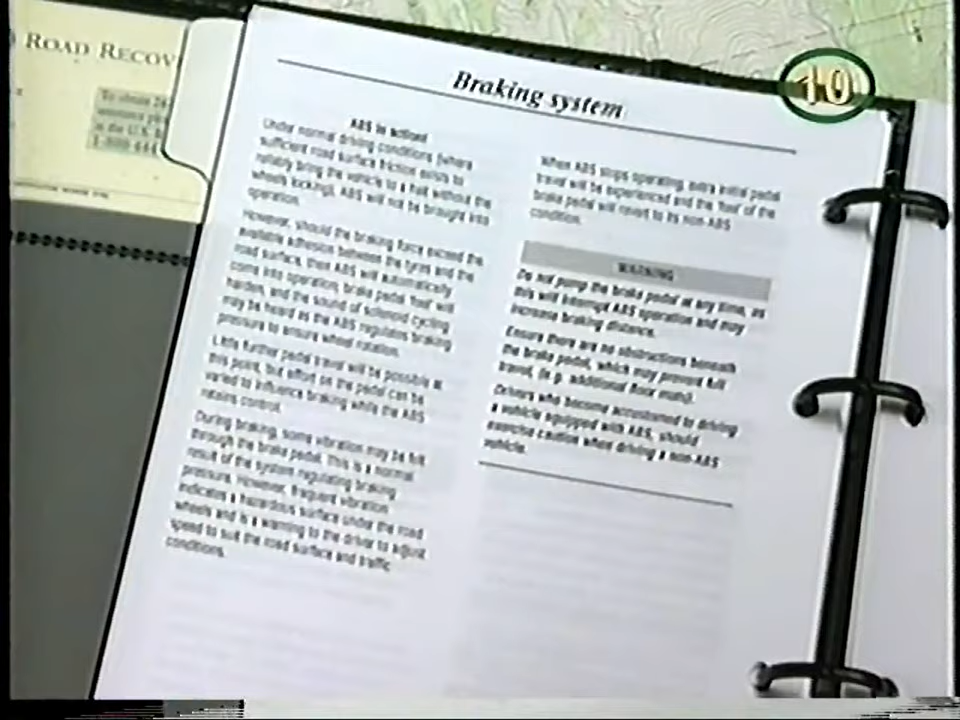 ROAD RECOV
To obtain 24
assistance
in the U.S.
1-800-444
10
Braking system
ABS in action
Under normal driving conditions (where
sufficient road surface friction exists to
reliably bring the vehicle to a halt without the
wheels locking), ABS will not be brought into
operation.
However, should the braking force exceed the
available adhesion between the tyres and the
road surface, then ABS will automatically
come into operation, brake pedal 'feel' will
harden, and the sound of solenoid cycling
may be heard as the ABS regulates braking
pressure to ensure wheel rotation.
Little further pedal travel will be possible at
this point, but effort on the pedal can be
varied to influence braking while the ABS
retains control.
During braking, some vibration may be felt
through the brake pedal. This is a normal
result of the system regulating braking
pressure. However, frequent vibration
indicates a hazardous surface under the road
wheels and is a warning to the driver to adjust
speed to suit the road surface and traffic
conditions.
When ABS stops operating, extra initial pedal
travel will be experienced and the 'feel' of the
brake pedal will revert to its non-ABS
condition.
WARNING
Do not pump the brake pedal at any time, as
this will interrupt ABS operation and may
increase braking distance.
Ensure there are no obstructions beneath
the brake pedal, which may prevent full
travel, (e.g. additional floor mats).
Drivers who become accustomed to driving
a vehicle equipped with ABS, should
exercise caution when driving a non-ABS
vehicle.